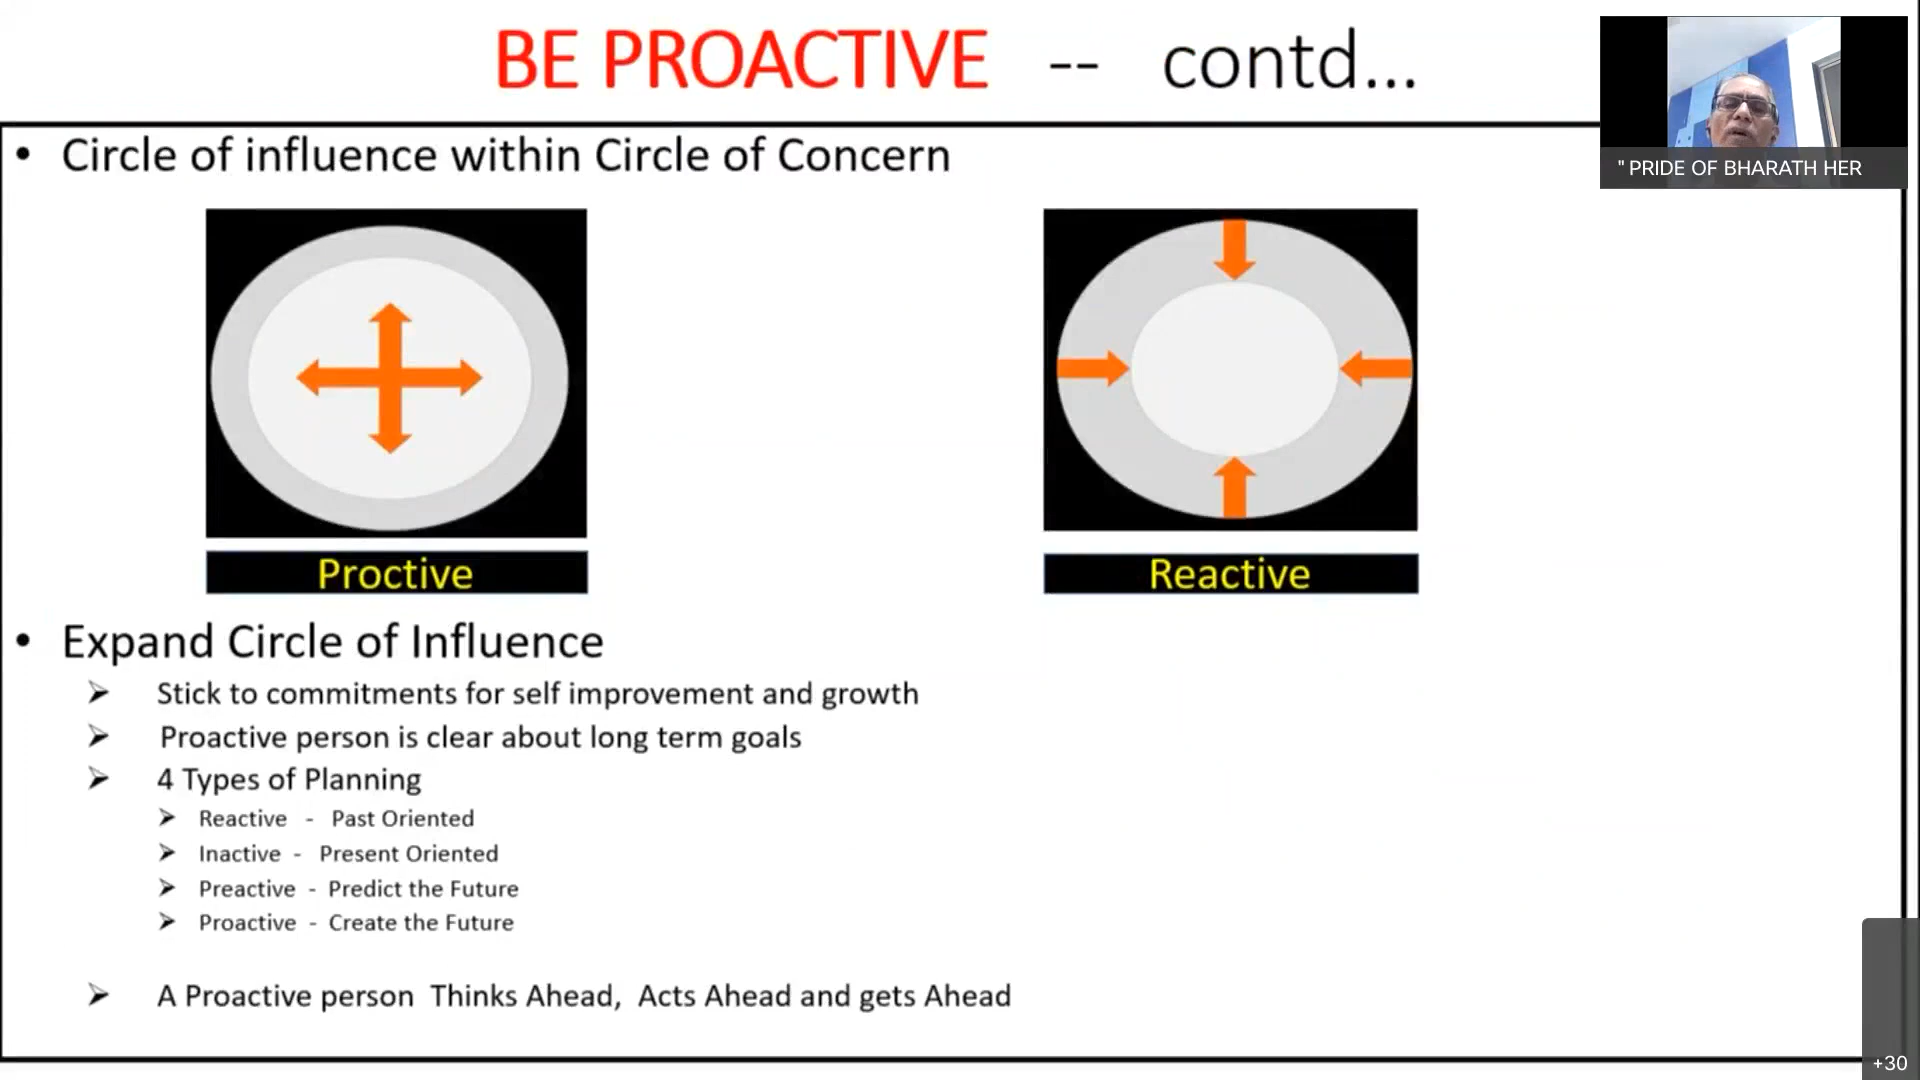 BE PROACTIVE -- contd...
" PRIDE OF BHARATH HER
• Circle of influence within Circle of Concern
Proctive
Reactive
• Expand Circle of Influence
➢ Stick to commitments for self improvement and growth
➢ Proactive person is clear about long term goals
➢ 4 Types of Planning
➢ Reactive - Past Oriented
➢ Inactive - Present Oriented
➢ Preactive - Predict the Future
➢ Proactive - Create the Future
➢ A Proactive person Thinks Ahead, Acts Ahead and gets Ahead
+30